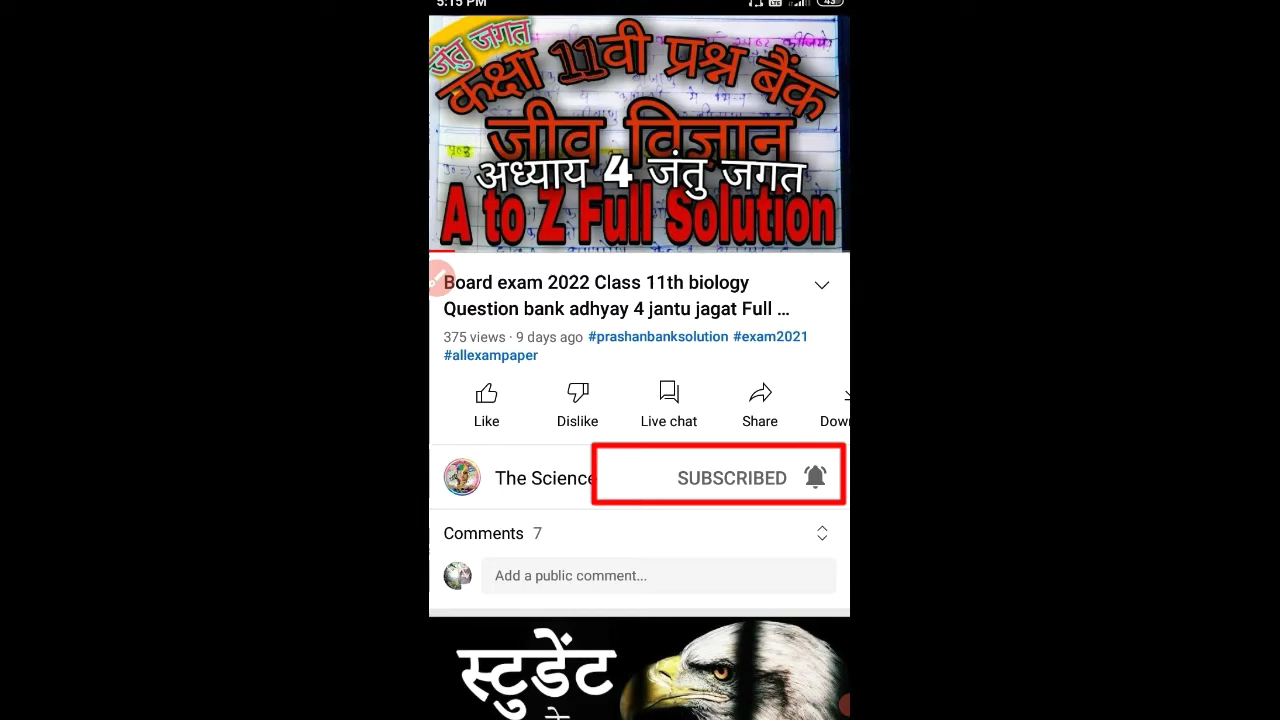 5:15 PM
43
जंतु जगत
कक्षा 11वी प्रश्न बैंक
जीव विज्ञान
अध्याय 4 जंतु जगत
A to Z Full Solution
Board exam 2022 Class 11th biology
Question bank adhyay 4 jantu jagat Full ...
375 views · 9 days ago #prashanbanksolution #exam2021
#allexampaper
Like Dislike Live chat Share Down
The Science SUBSCRIBED
Comments 7
Add a public comment...
स्टुडेंट